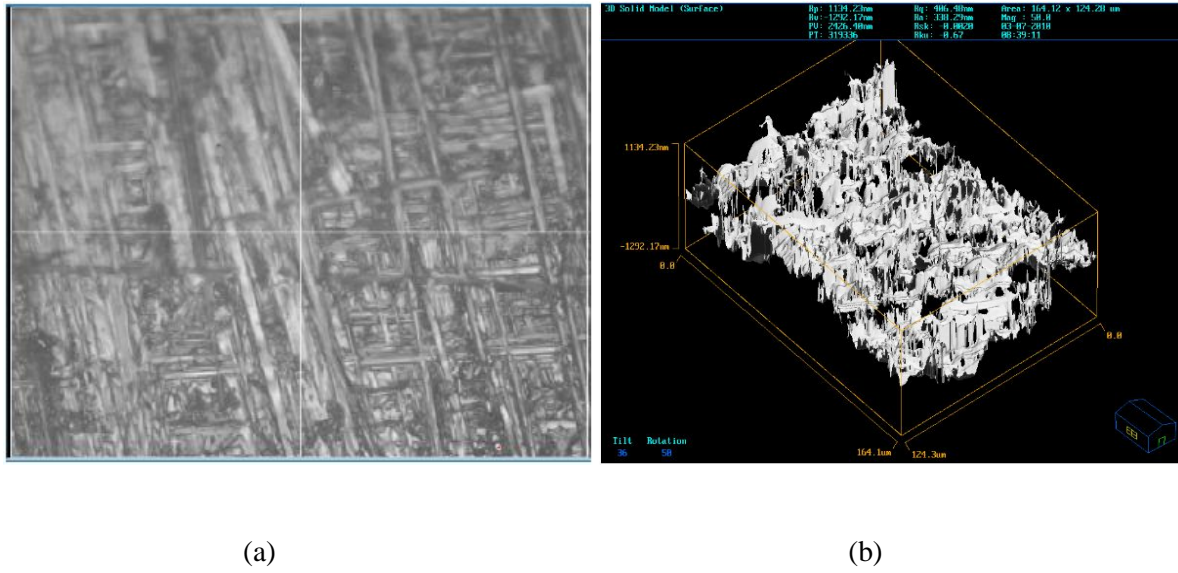 3D Solid Model (Surface)
Rp: 1134.23nm Rq: 406.40nm Area: 164.12 x 124.20 um
Rv:-1292.17nm Ra: 330.29nm Mag : 50.0
PV: 2426.40nm Rsk: -0.0020 03-07-2010
PT: 319336 Rku: -0.67 08:39:11
1134.23nm
-1292.17nm
0.0
0.0
Tilt Rotation
36 50
164.1um
124.3um
(a) (b)